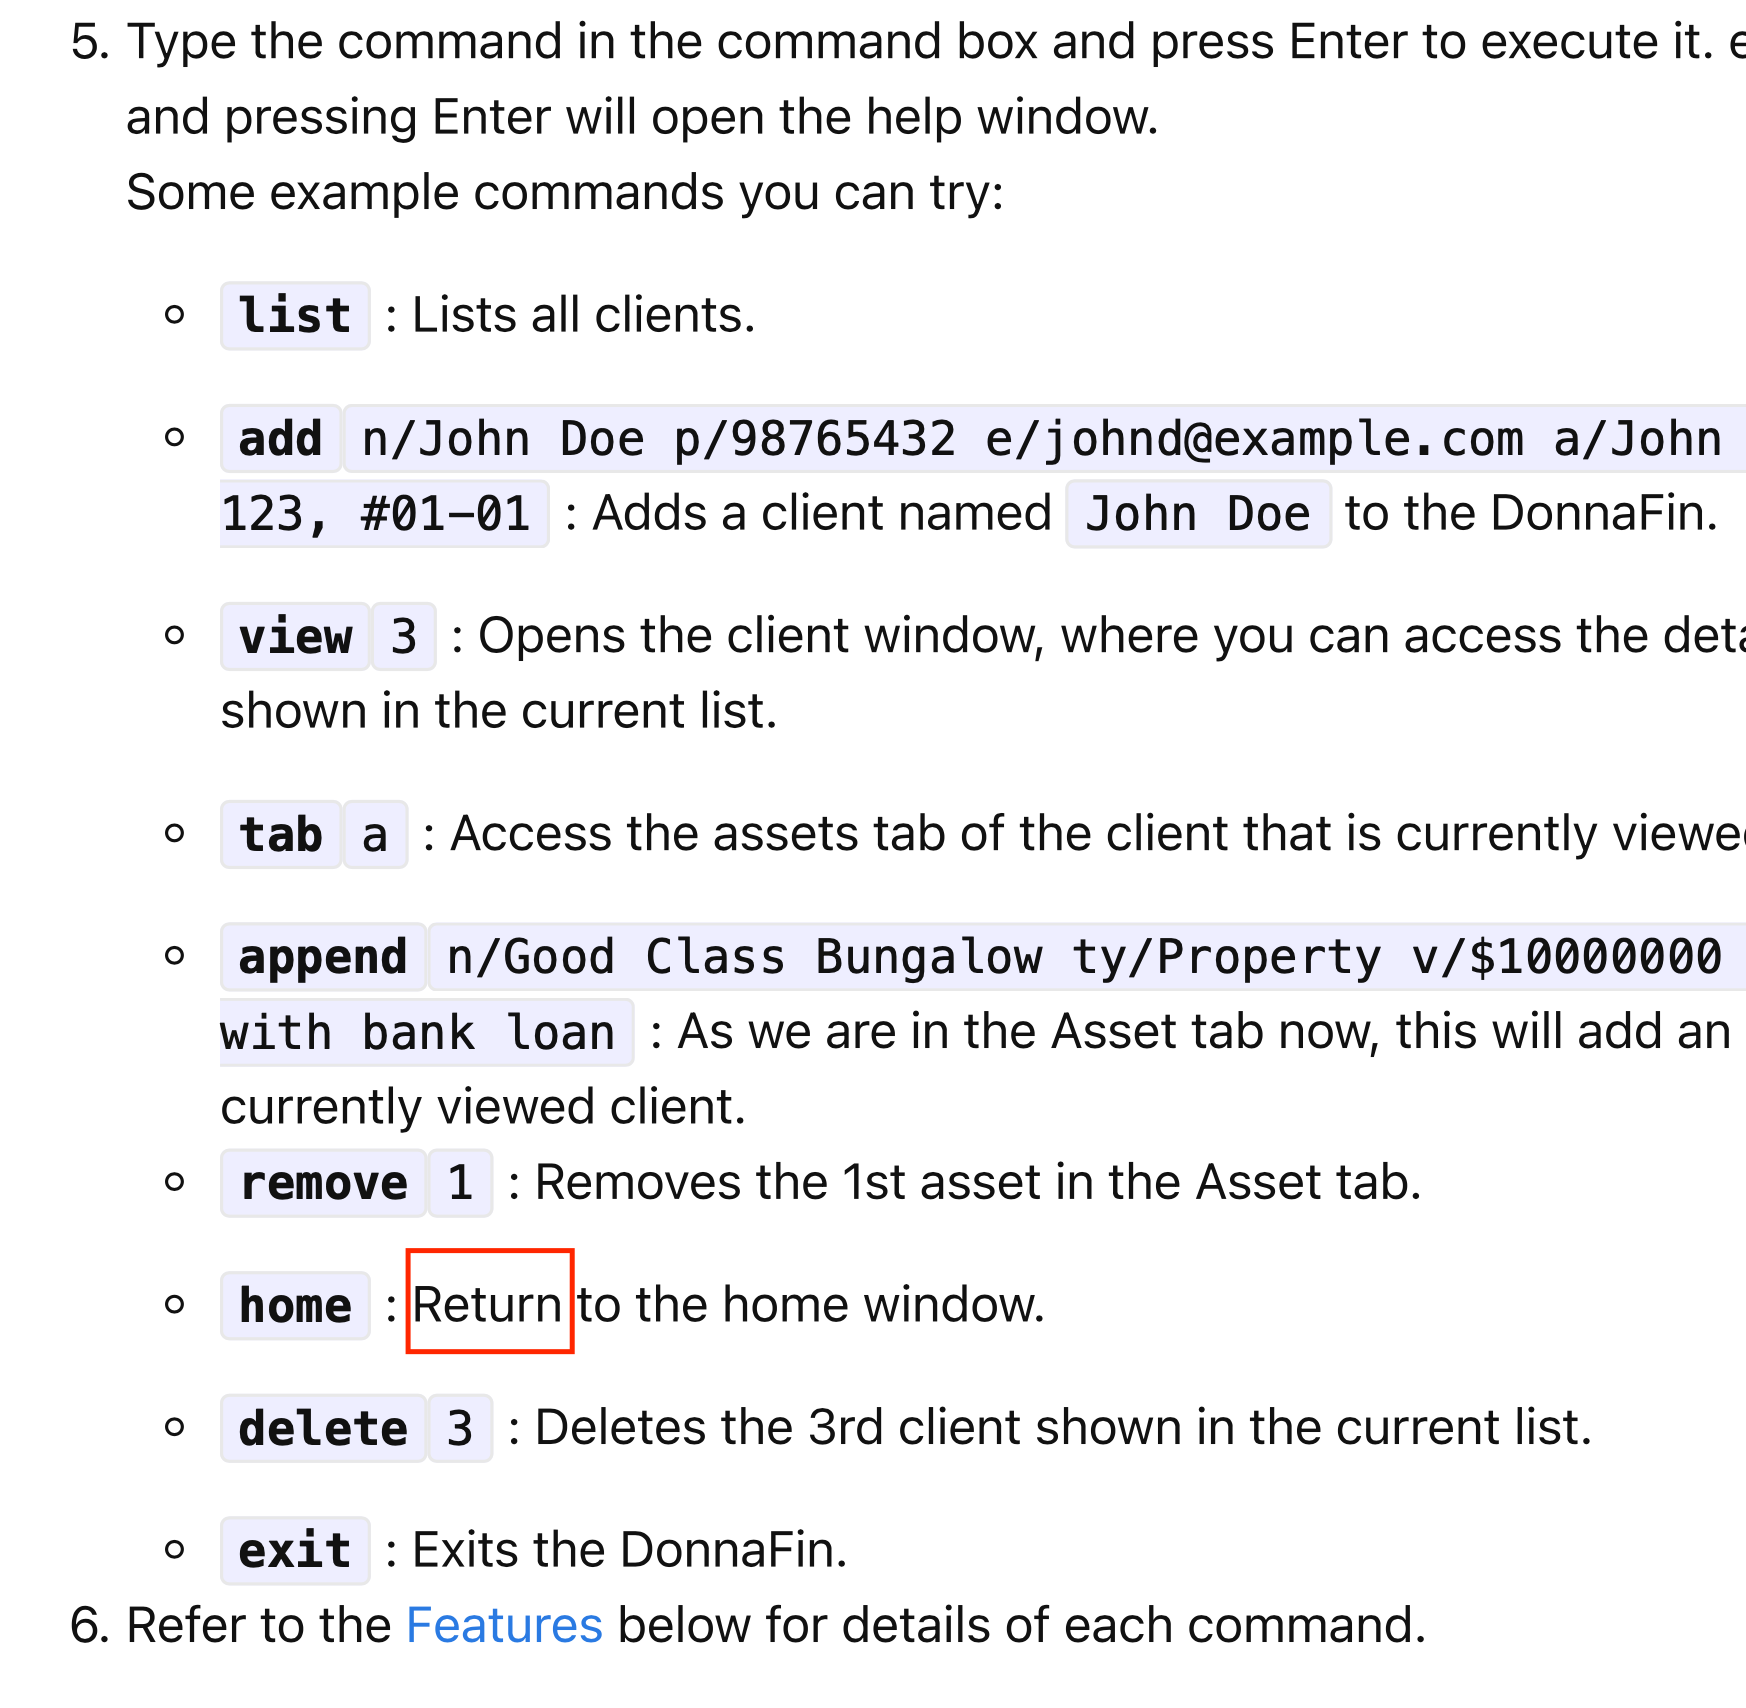 5. Type the command in the command box and press Enter to execute it. e
and pressing Enter will open the help window.
Some example commands you can try:
list : Lists all clients.
add n/John Doe p/98765432 e/johnd@example.com a/John
123, #01-01 : Adds a client named John Doe to the DonnaFin.
view 3 : Opens the client window, where you can access the deta
shown in the current list.
tab a : Access the assets tab of the client that is currently viewe
append n/Good Class Bungalow ty/Property v/$10000000
with bank loan : As we are in the Asset tab now, this will add an
currently viewed client.
remove 1 : Removes the 1st asset in the Asset tab.
home : Return to the home window.
delete 3 : Deletes the 3rd client shown in the current list.
exit : Exits the DonnaFin.
6. Refer to the Features below for details of each command.